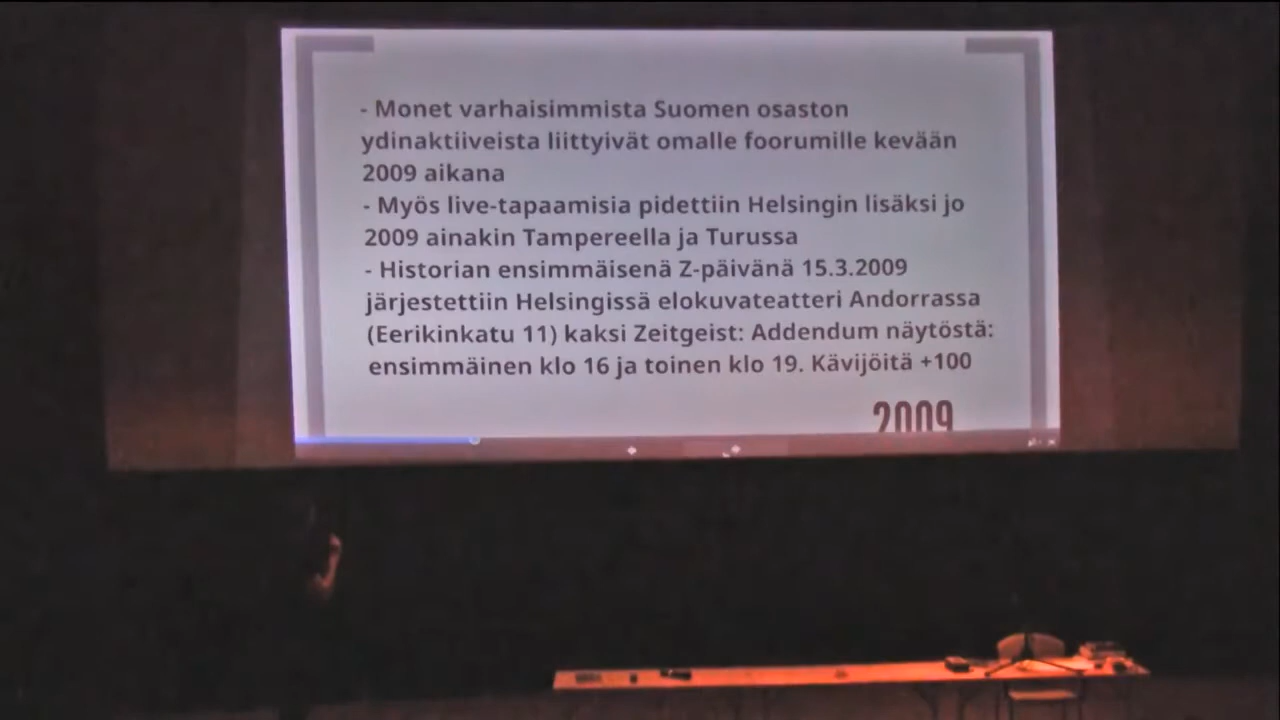 - Monet varhaisimmista Suomen osaston
ydinaktiiveista liittyivät omalle foorumille kevään
2009 aikana
- Myös live-tapaamisia pidettiin Helsingin lisäksi jo
2009 ainakin Tampereella ja Turussa
- Historian ensimmäisenä Z-päivänä 15.3.2009
järjestettiin Helsingissä elokuvateatteri Andorrassa
(Eerikinkatu 11) kaksi Zeitgeist: Addendum näytöstä:
ensimmäinen klo 16 ja toinen klo 19. Kävijöitä +100
2009